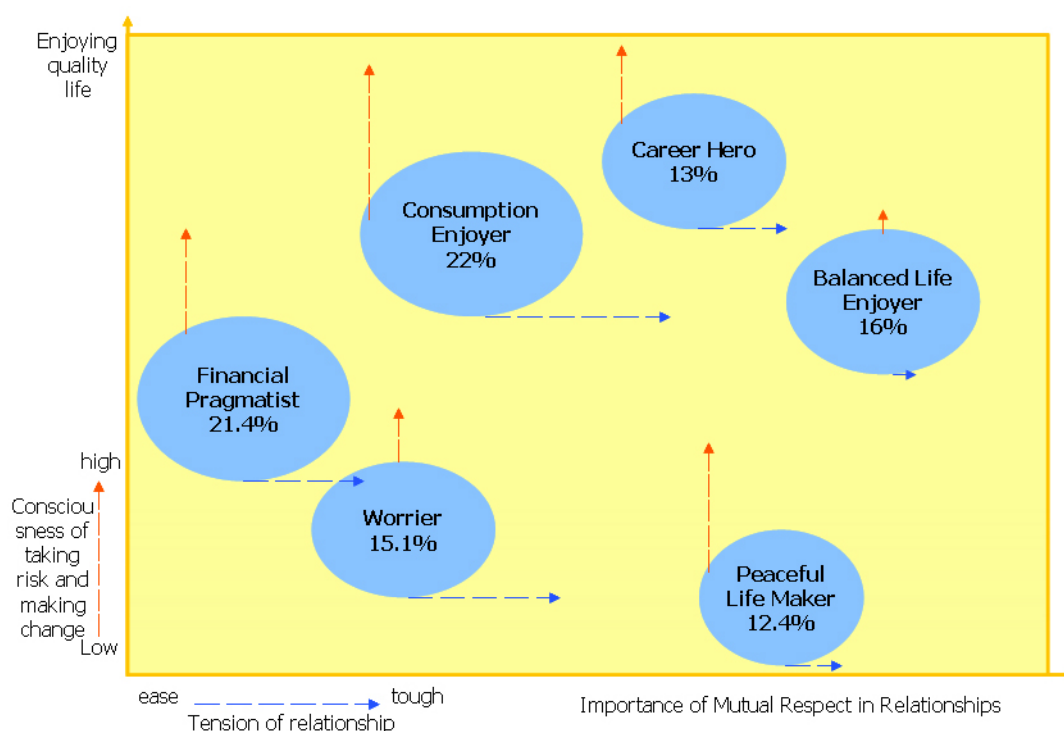 Enjoying
quality
life
Career Hero
13%
Consumption
Enjoyer
22%
Balanced Life
Enjoyer
16%
Financial
Pragmatist
21.4%
high
Consciou
sness of
taking
risk and
making
change
Low
Worrier
15.1%
Peaceful
Life Maker
12.4%
ease
tough
Tension of relationship
Importance of Mutual Respect in Relationships